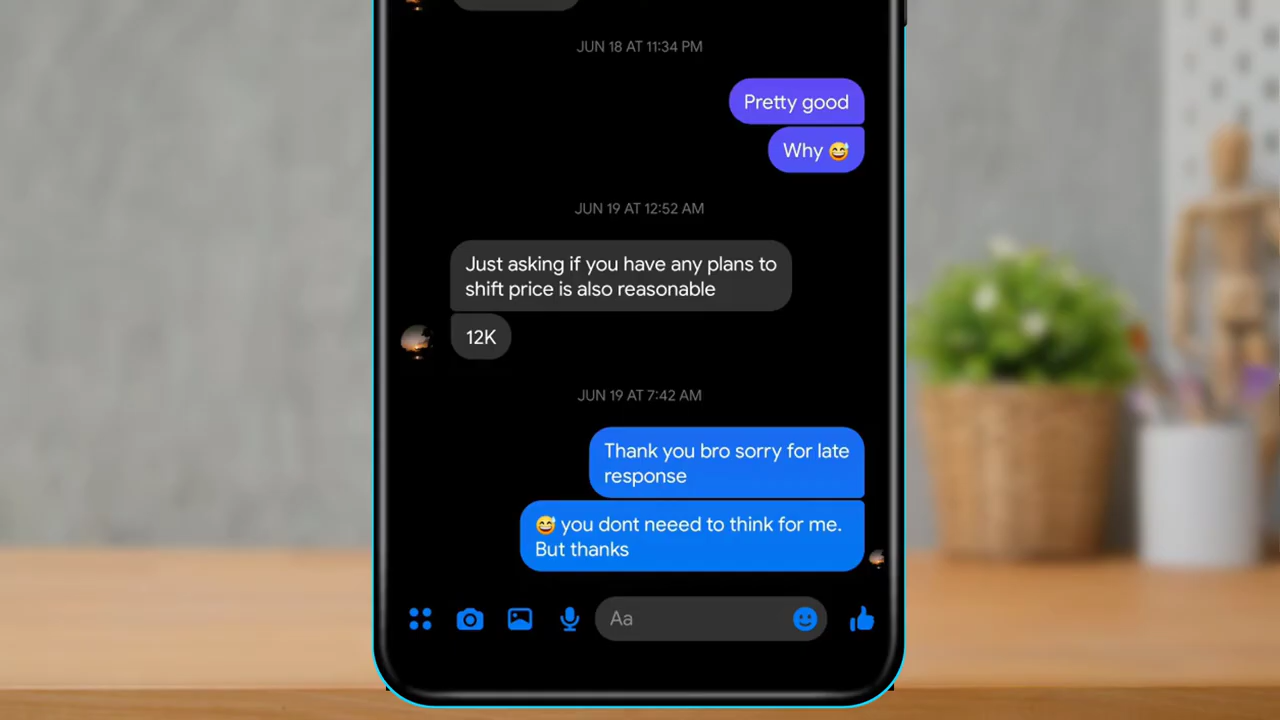 JUN 18 AT 11:34 PM
Pretty good
Why 😅
JUN 19 AT 12:52 AM
Just asking if you have any plans to
shift price is also reasonable
12K
JUN 19 AT 7:42 AM
Thank you bro sorry for late
response
😅 you dont neeed to think for me.
But thanks
Aa